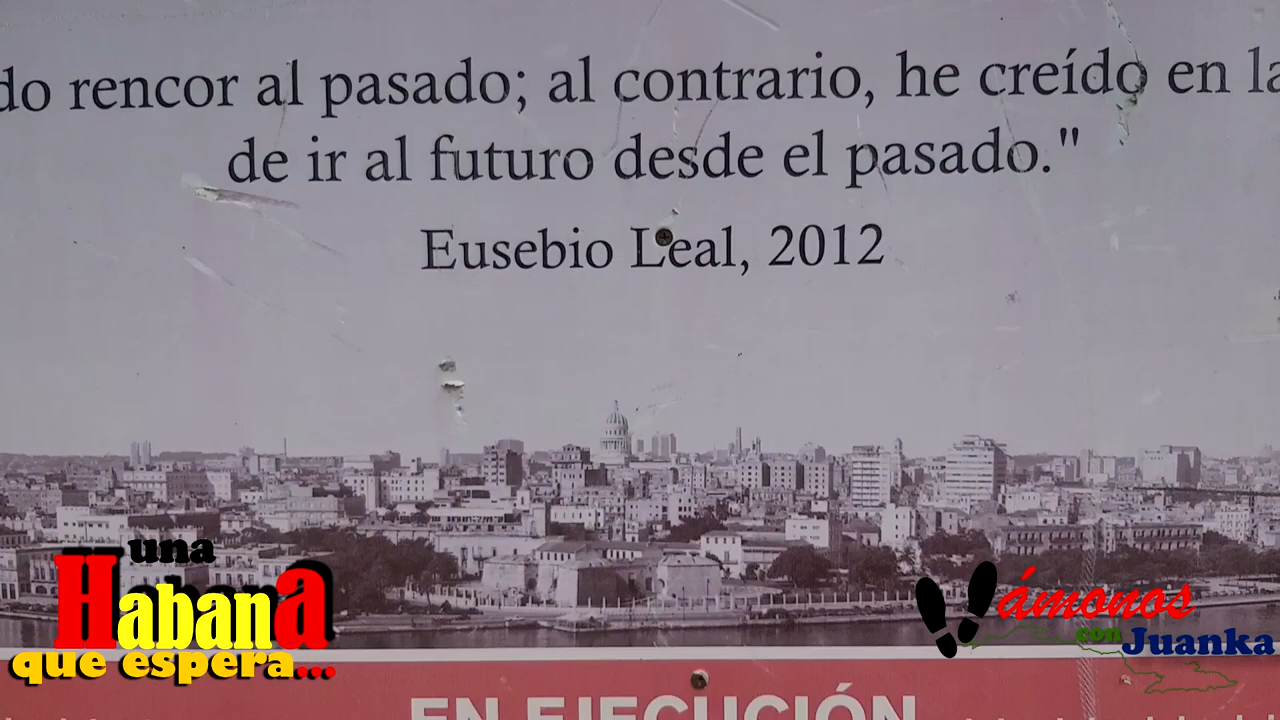 do rencor al pasado; al contrario, he creído en la
de ir al futuro desde el pasado."
Eusebio Leal, 2012
una
Habana
que espera...
Vámonos
con Juanka
EN EJECUCIÓN